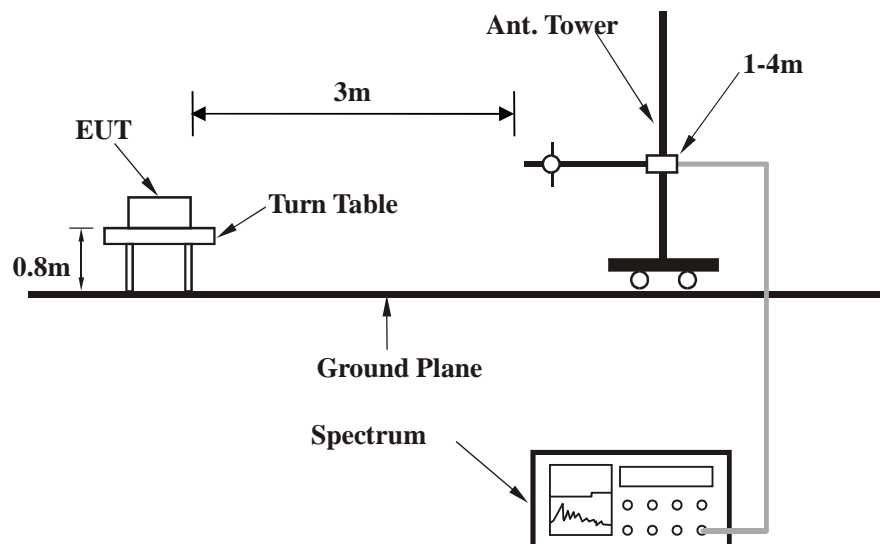 Ant. Tower
1-4m
3m
EUT
Turn Table
0.8m
Ground Plane
Spectrum